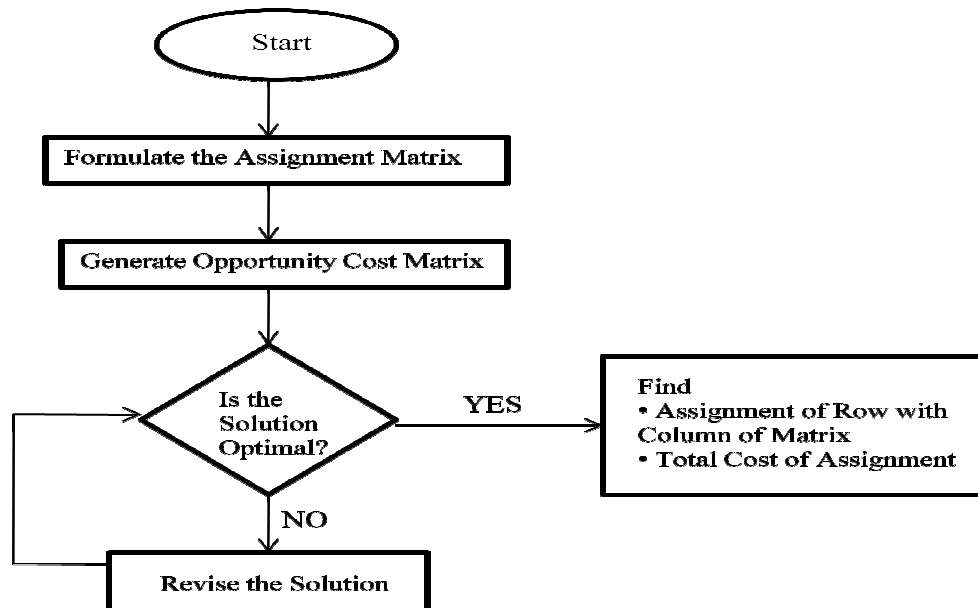 Start
Formulate the Assignment Matrix
Generate Opportunity Cost Matrix
Is the
Solution
Optimal?
YES
Find
• Assignment of Row with
Column of Matrix
• Total Cost of Assignment
NO
Revise the Solution